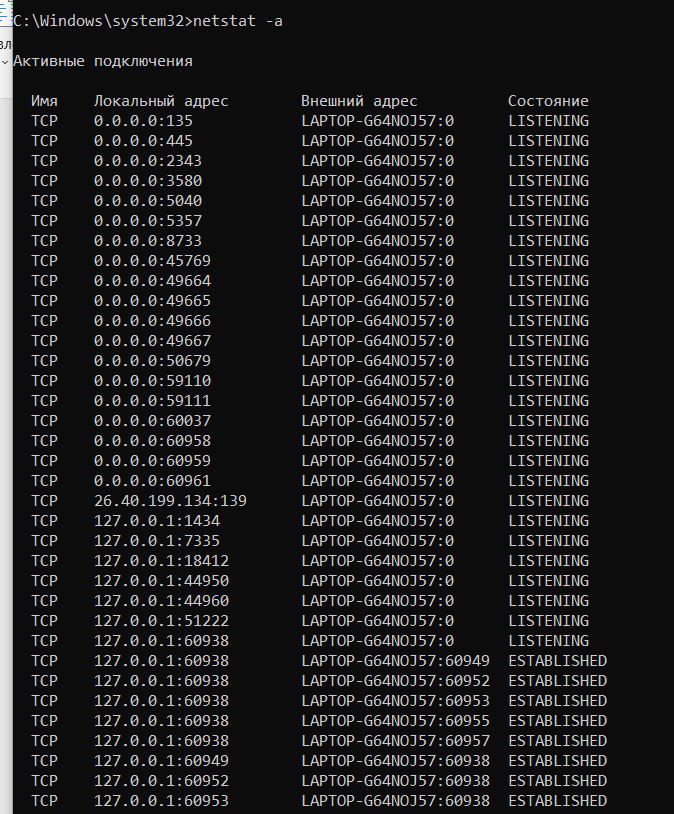 C:\Windows\system32>netstat -a
Активные подключения
Имя    Локальный адрес        Внешний адрес          Состояние
TCP    0.0.0.0:135            LAPTOP-G64NOJ57:0      LISTENING
TCP    0.0.0.0:445            LAPTOP-G64NOJ57:0      LISTENING
TCP    0.0.0.0:2343           LAPTOP-G64NOJ57:0      LISTENING
TCP    0.0.0.0:3580           LAPTOP-G64NOJ57:0      LISTENING
TCP    0.0.0.0:5040           LAPTOP-G64NOJ57:0      LISTENING
TCP    0.0.0.0:5357           LAPTOP-G64NOJ57:0      LISTENING
TCP    0.0.0.0:8733           LAPTOP-G64NOJ57:0      LISTENING
TCP    0.0.0.0:45769          LAPTOP-G64NOJ57:0      LISTENING
TCP    0.0.0.0:49664          LAPTOP-G64NOJ57:0      LISTENING
TCP    0.0.0.0:49665          LAPTOP-G64NOJ57:0      LISTENING
TCP    0.0.0.0:49666          LAPTOP-G64NOJ57:0      LISTENING
TCP    0.0.0.0:49667          LAPTOP-G64NOJ57:0      LISTENING
TCP    0.0.0.0:50679          LAPTOP-G64NOJ57:0      LISTENING
TCP    0.0.0.0:59110          LAPTOP-G64NOJ57:0      LISTENING
TCP    0.0.0.0:59111          LAPTOP-G64NOJ57:0      LISTENING
TCP    0.0.0.0:60037          LAPTOP-G64NOJ57:0      LISTENING
TCP    0.0.0.0:60958          LAPTOP-G64NOJ57:0      LISTENING
TCP    0.0.0.0:60959          LAPTOP-G64NOJ57:0      LISTENING
TCP    0.0.0.0:60961          LAPTOP-G64NOJ57:0      LISTENING
TCP    26.40.199.134:139      LAPTOP-G64NOJ57:0      LISTENING
TCP    127.0.0.1:1434         LAPTOP-G64NOJ57:0      LISTENING
TCP    127.0.0.1:7335         LAPTOP-G64NOJ57:0      LISTENING
TCP    127.0.0.1:18412        LAPTOP-G64NOJ57:0      LISTENING
TCP    127.0.0.1:44950        LAPTOP-G64NOJ57:0      LISTENING
TCP    127.0.0.1:44960        LAPTOP-G64NOJ57:0      LISTENING
TCP    127.0.0.1:51222        LAPTOP-G64NOJ57:0      LISTENING
TCP    127.0.0.1:60938        LAPTOP-G64NOJ57:0      LISTENING
TCP    127.0.0.1:60938        LAPTOP-G64NOJ57:60949  ESTABLISHED
TCP    127.0.0.1:60938        LAPTOP-G64NOJ57:60952  ESTABLISHED
TCP    127.0.0.1:60938        LAPTOP-G64NOJ57:60953  ESTABLISHED
TCP    127.0.0.1:60938        LAPTOP-G64NOJ57:60955  ESTABLISHED
TCP    127.0.0.1:60938        LAPTOP-G64NOJ57:60957  ESTABLISHED
TCP    127.0.0.1:60949        LAPTOP-G64NOJ57:60938  ESTABLISHED
TCP    127.0.0.1:60952        LAPTOP-G64NOJ57:60938  ESTABLISHED
TCP    127.0.0.1:60953        LAPTOP-G64NOJ57:60938  ESTABLISHED